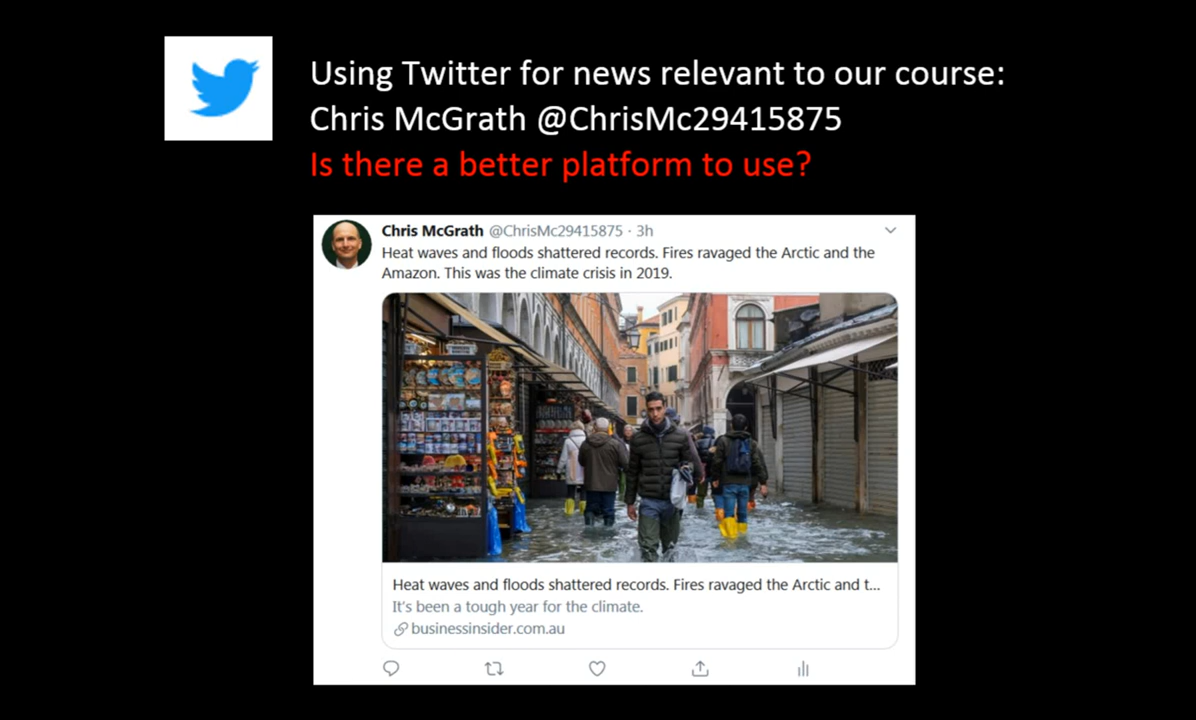 Using Twitter for news relevant to our course:
Chris McGrath @ChrisMc29415875
Is there a better platform to use?
Chris McGrath @ChrisMc29415875 · 3h
Heat waves and floods shattered records. Fires ravaged the Arctic and the
Amazon. This was the climate crisis in 2019.
Heat waves and floods shattered records. Fires ravaged the Arctic and t...
It's been a tough year for the climate.
businessinsider.com.au